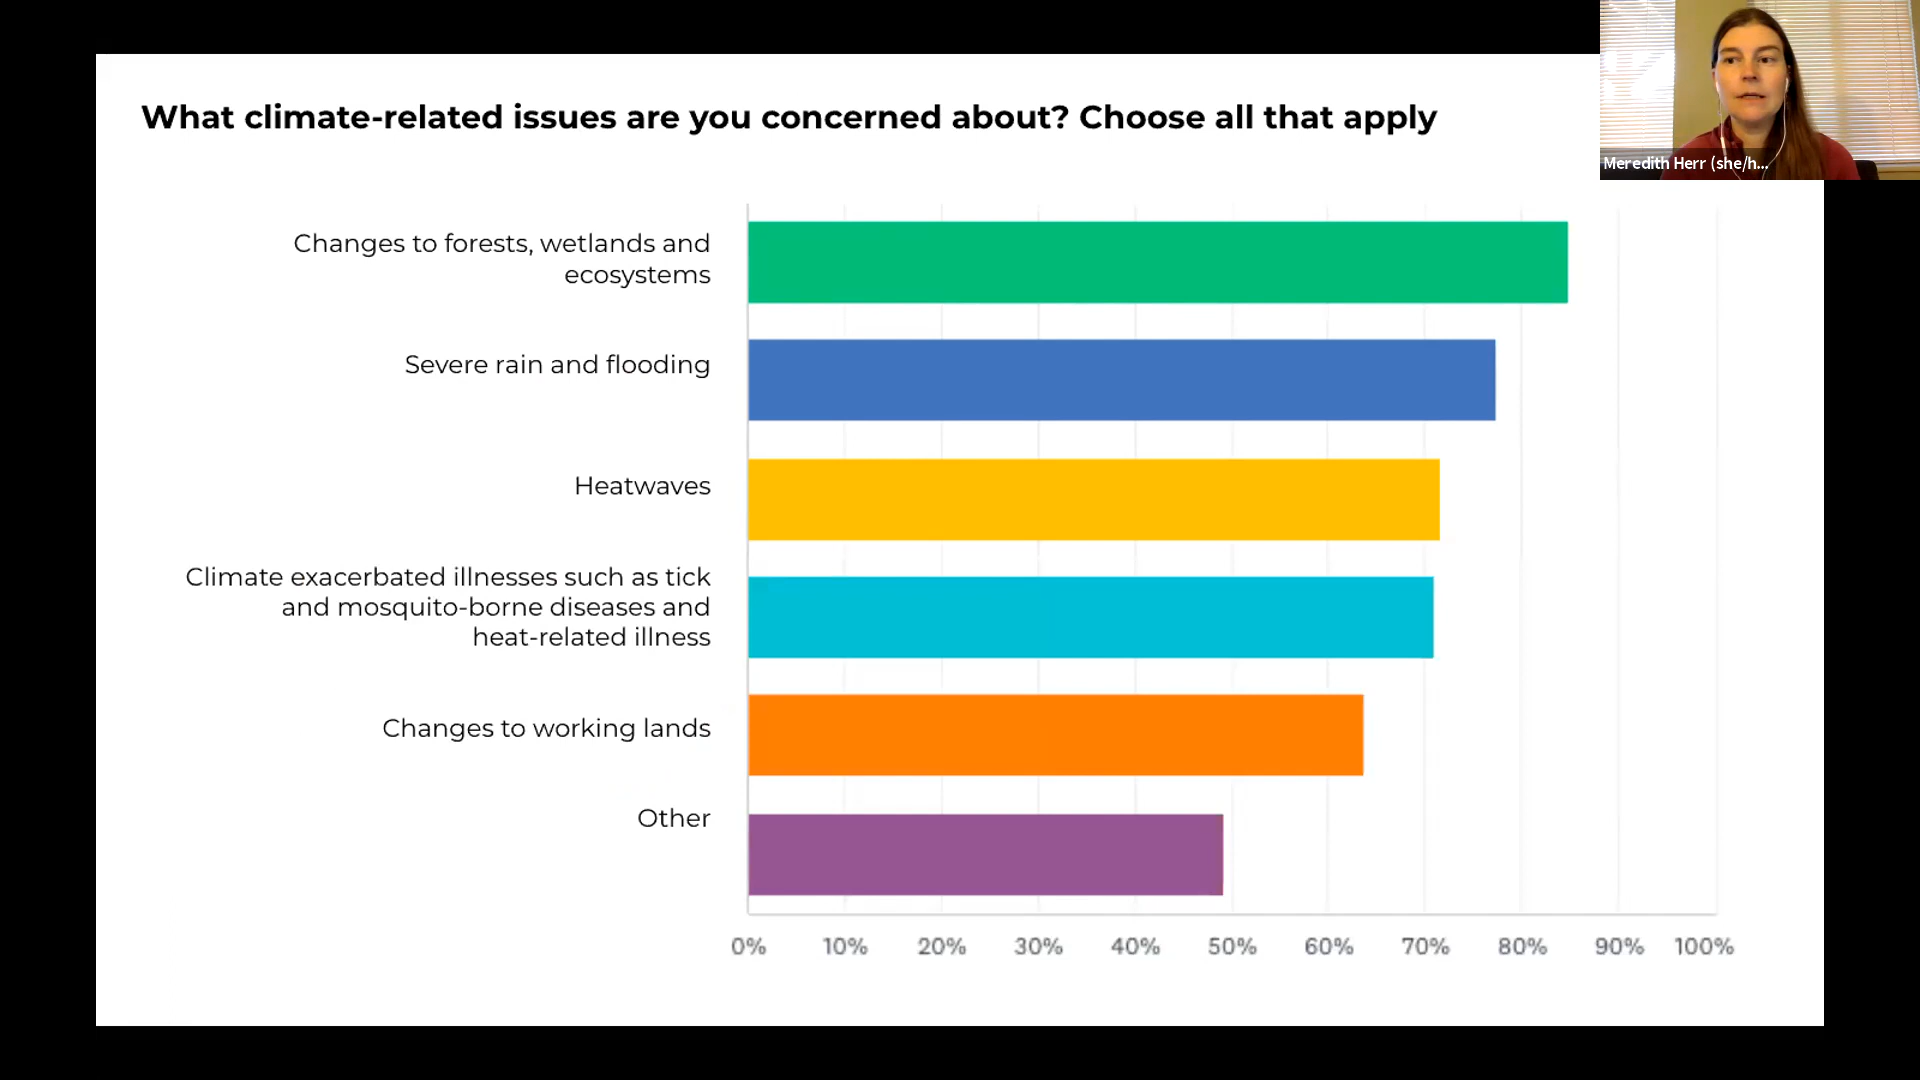 What climate-related issues are you concerned about? Choose all that apply
Meredith Herr (she/h...
Changes to forests, wetlands and
ecosystems
Severe rain and flooding
Heatwaves
Climate exacerbated illnesses such as tick
and mosquito-borne diseases and
heat-related illness
Changes to working lands
Other
0% 10% 20% 30% 40% 50% 60% 70% 80% 90% 100%